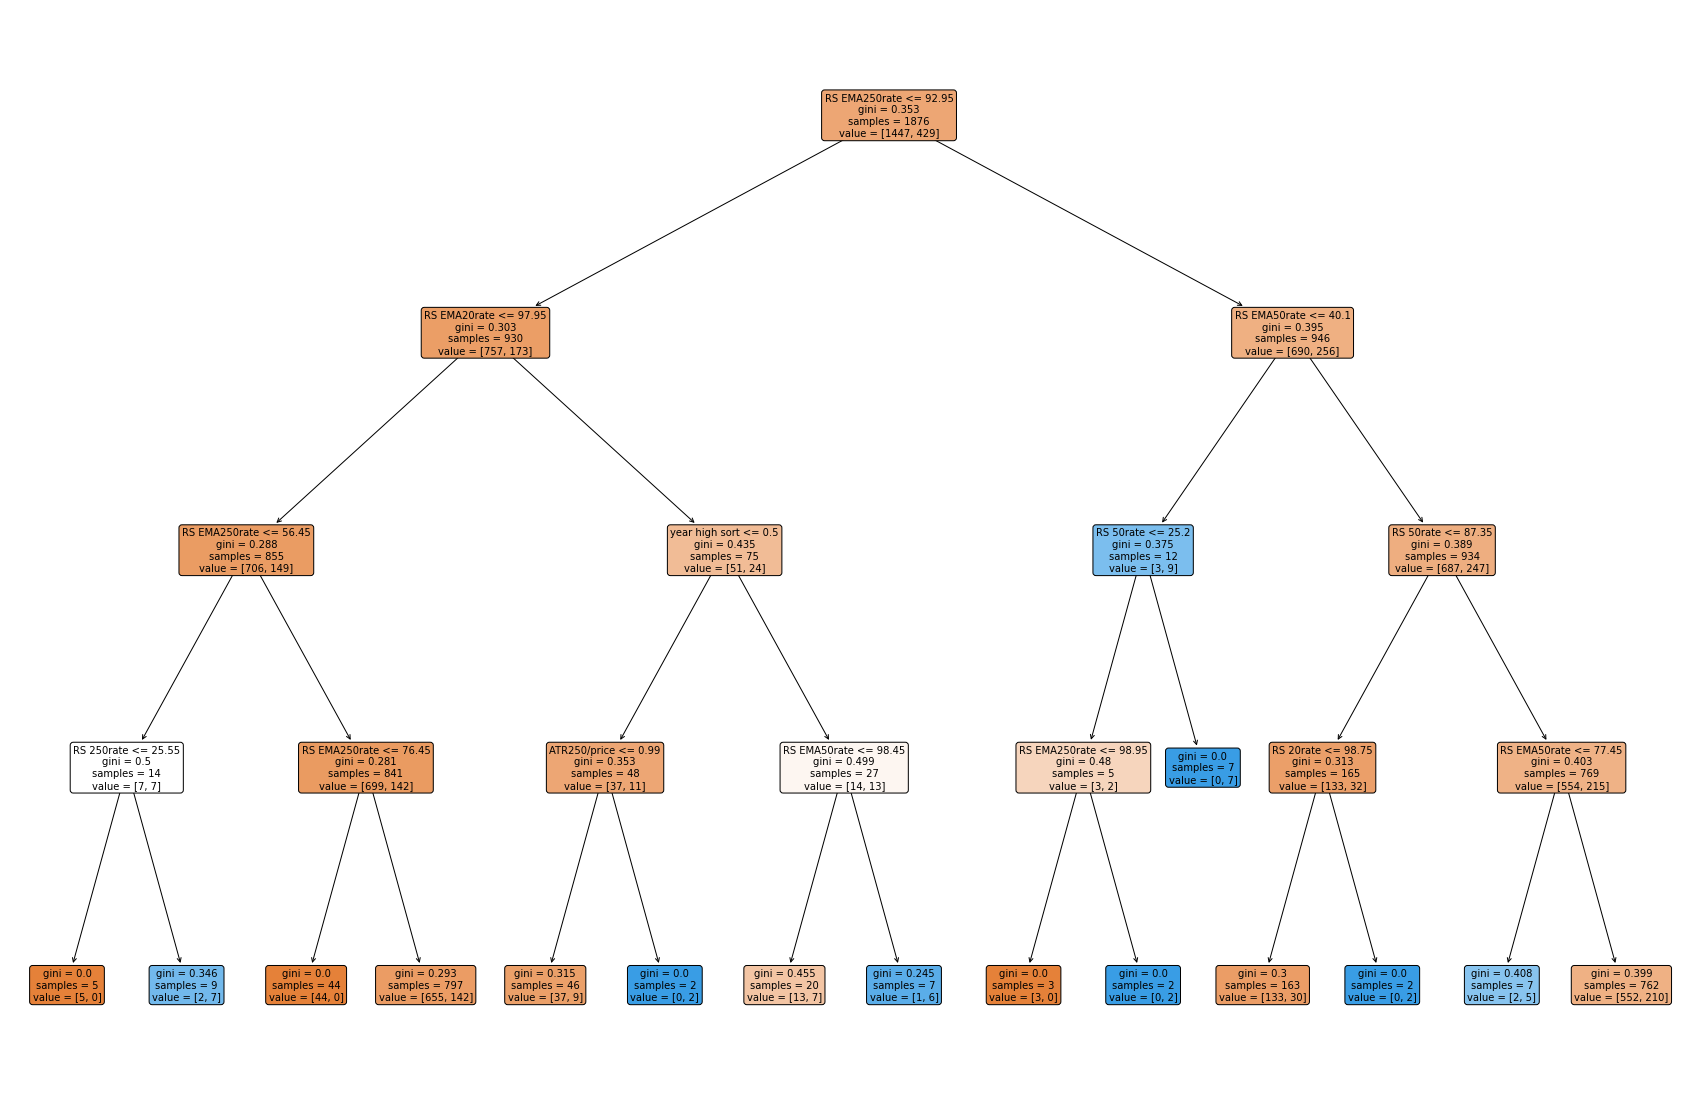 RS EMA250rate <= 92.95
gini = 0.353
samples = 1876
value = [1447, 429]
RS EMA20rate <= 97.95
gini = 0.303
samples = 930
value = [757, 173]
RS EMA50rate <= 40.1
gini = 0.395
samples = 946
value = [690, 256]
RS EMA250rate <= 56.45
gini = 0.288
samples = 855
value = [706, 149]
year high sort <= 0.5
gini = 0.435
samples = 75
value = [51, 24]
RS 50rate <= 25.2
gini = 0.375
samples = 12
value = [3, 9]
RS 50rate <= 87.35
gini = 0.389
samples = 934
value = [687, 247]
RS 250rate <= 25.55
gini = 0.5
samples = 14
value = [7, 7]
RS EMA250rate <= 76.45
gini = 0.281
samples = 841
value = [699, 142]
ATR250/price <= 0.99
gini = 0.353
samples = 48
value = [37, 11]
RS EMA50rate <= 98.45
gini = 0.499
samples = 27
value = [14, 13]
RS EMA250rate <= 98.95
gini = 0.48
samples = 5
value = [3, 2]
gini = 0.0
samples = 7
value = [0, 7]
RS 20rate <= 98.75
gini = 0.313
samples = 165
value = [133, 32]
RS EMA50rate <= 77.45
gini = 0.403
samples = 769
value = [554, 215]
gini = 0.0
samples = 5
value = [5, 0]
gini = 0.346
samples = 9
value = [2, 7]
gini = 0.0
samples = 44
value = [44, 0]
gini = 0.293
samples = 797
value = [655, 142]
gini = 0.315
samples = 46
value = [37, 9]
gini = 0.0
samples = 2
value = [0, 2]
gini = 0.455
samples = 20
value = [13, 7]
gini = 0.245
samples = 7
value = [1, 6]
gini = 0.0
samples = 3
value = [3, 0]
gini = 0.0
samples = 2
value = [0, 2]
gini = 0.3
samples = 163
value = [133, 30]
gini = 0.0
samples = 2
value = [0, 2]
gini = 0.408
samples = 7
value = [2, 5]
gini = 0.399
samples = 762
value = [552, 210]